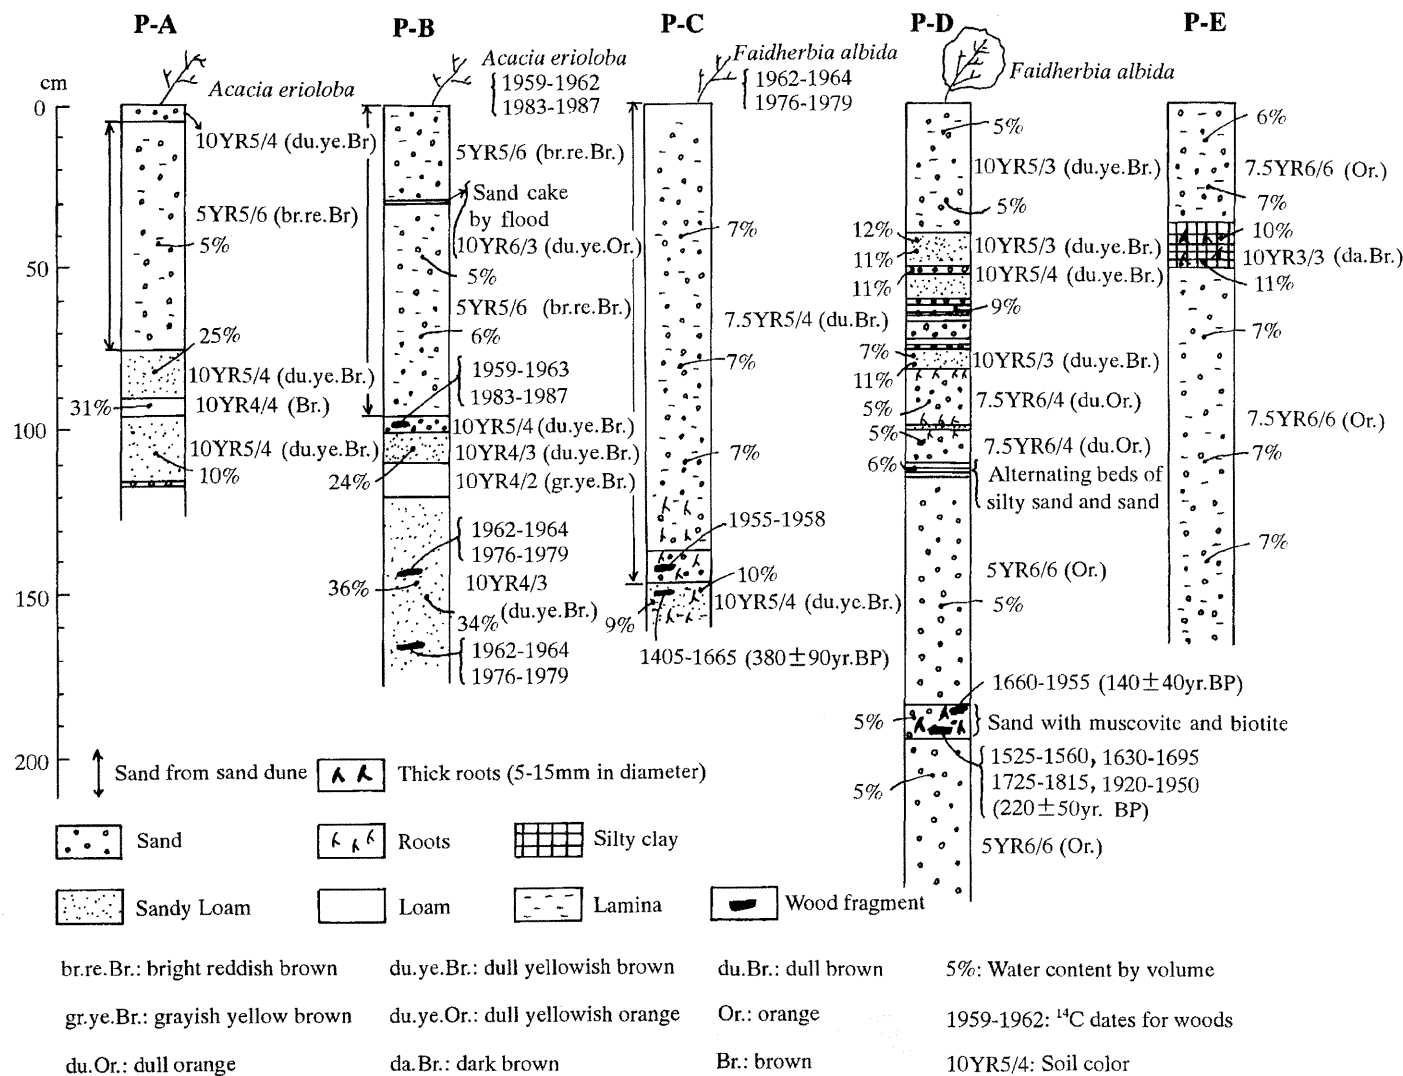 P-A
P-B
P-C
P-D
P-E
cm
0
50
100
150
200
Acacia erioloba
10YR5/4 (du.ye.Br)
5YR5/6 (br.re.Br)
5%
25%
10YR5/4 (du.ye.Br.)
31%
10YR4/4 (Br.)
10YR5/4 (du.ye.Br.)
10%
Acacia erioloba
1959-1962
1983-1987
5YR5/6 (br.re.Br.)
Sand cake
by flood
10YR6/3 (du.ye.Or.)
5%
5YR5/6 (br.re.Br.)
6%
1959-1963
1983-1987
10YR5/4 (du.ye.Br.)
10YR4/3 (du.ye.Br.)
24%
10YR4/2 (gr.ye.Br.)
1962-1964
1976-1979
36%
10YR4/3
(du.ye.Br.)
34%
1962-1964
1976-1979
Faidherbia albida
1962-1964
1976-1979
7%
7.5YR5/4 (du.Br.)
7%
7%
1955-1958
10%
10YR5/4 (du.ye.Br.)
9%
1405-1665 (380±90yr.BP)
Faidherbia albida
5%
10YR5/3 (du.ye.Br.)
5%
12%
10YR5/3 (du.ye.Br.)
11%
10YR5/4 (du.ye.Br.)
11%
9%
7%
10YR5/3 (du.ye.Br.)
11%
7.5YR6/4 (du.Or.)
5%
5%
7.5YR6/4 (du.Or.)
6%
Alternating beds of
silty sand and sand
5YR6/6 (Or.)
5%
1660-1955 (140±40yr.BP)
5%
Sand with muscovite and biotite
1525-1560, 1630-1695
1725-1815, 1920-1950
(220±50yr. BP)
5%
5YR6/6 (Or.)
6%
7.5YR6/6 (Or.)
7%
10%
10YR3/3 (da.Br.)
11%
7%
7.5YR6/6 (Or.)
7%
7%
Sand from sand dune
Thick roots (5-15mm in diameter)
Sand
Roots
Silty clay
Sandy Loam
Loam
Lamina
Wood fragment
br.re.Br.: bright reddish brown
du.ye.Br.: dull yellowish brown
du.Br.: dull brown
5%: Water content by volume
gr.ye.Br.: grayish yellow brown
du.ye.Or.: dull yellowish orange
Or.: orange
1959-1962: ¹⁴C dates for woods
du.Or.: dull orange
da.Br.: dark brown
Br.: brown
10YR5/4: Soil color